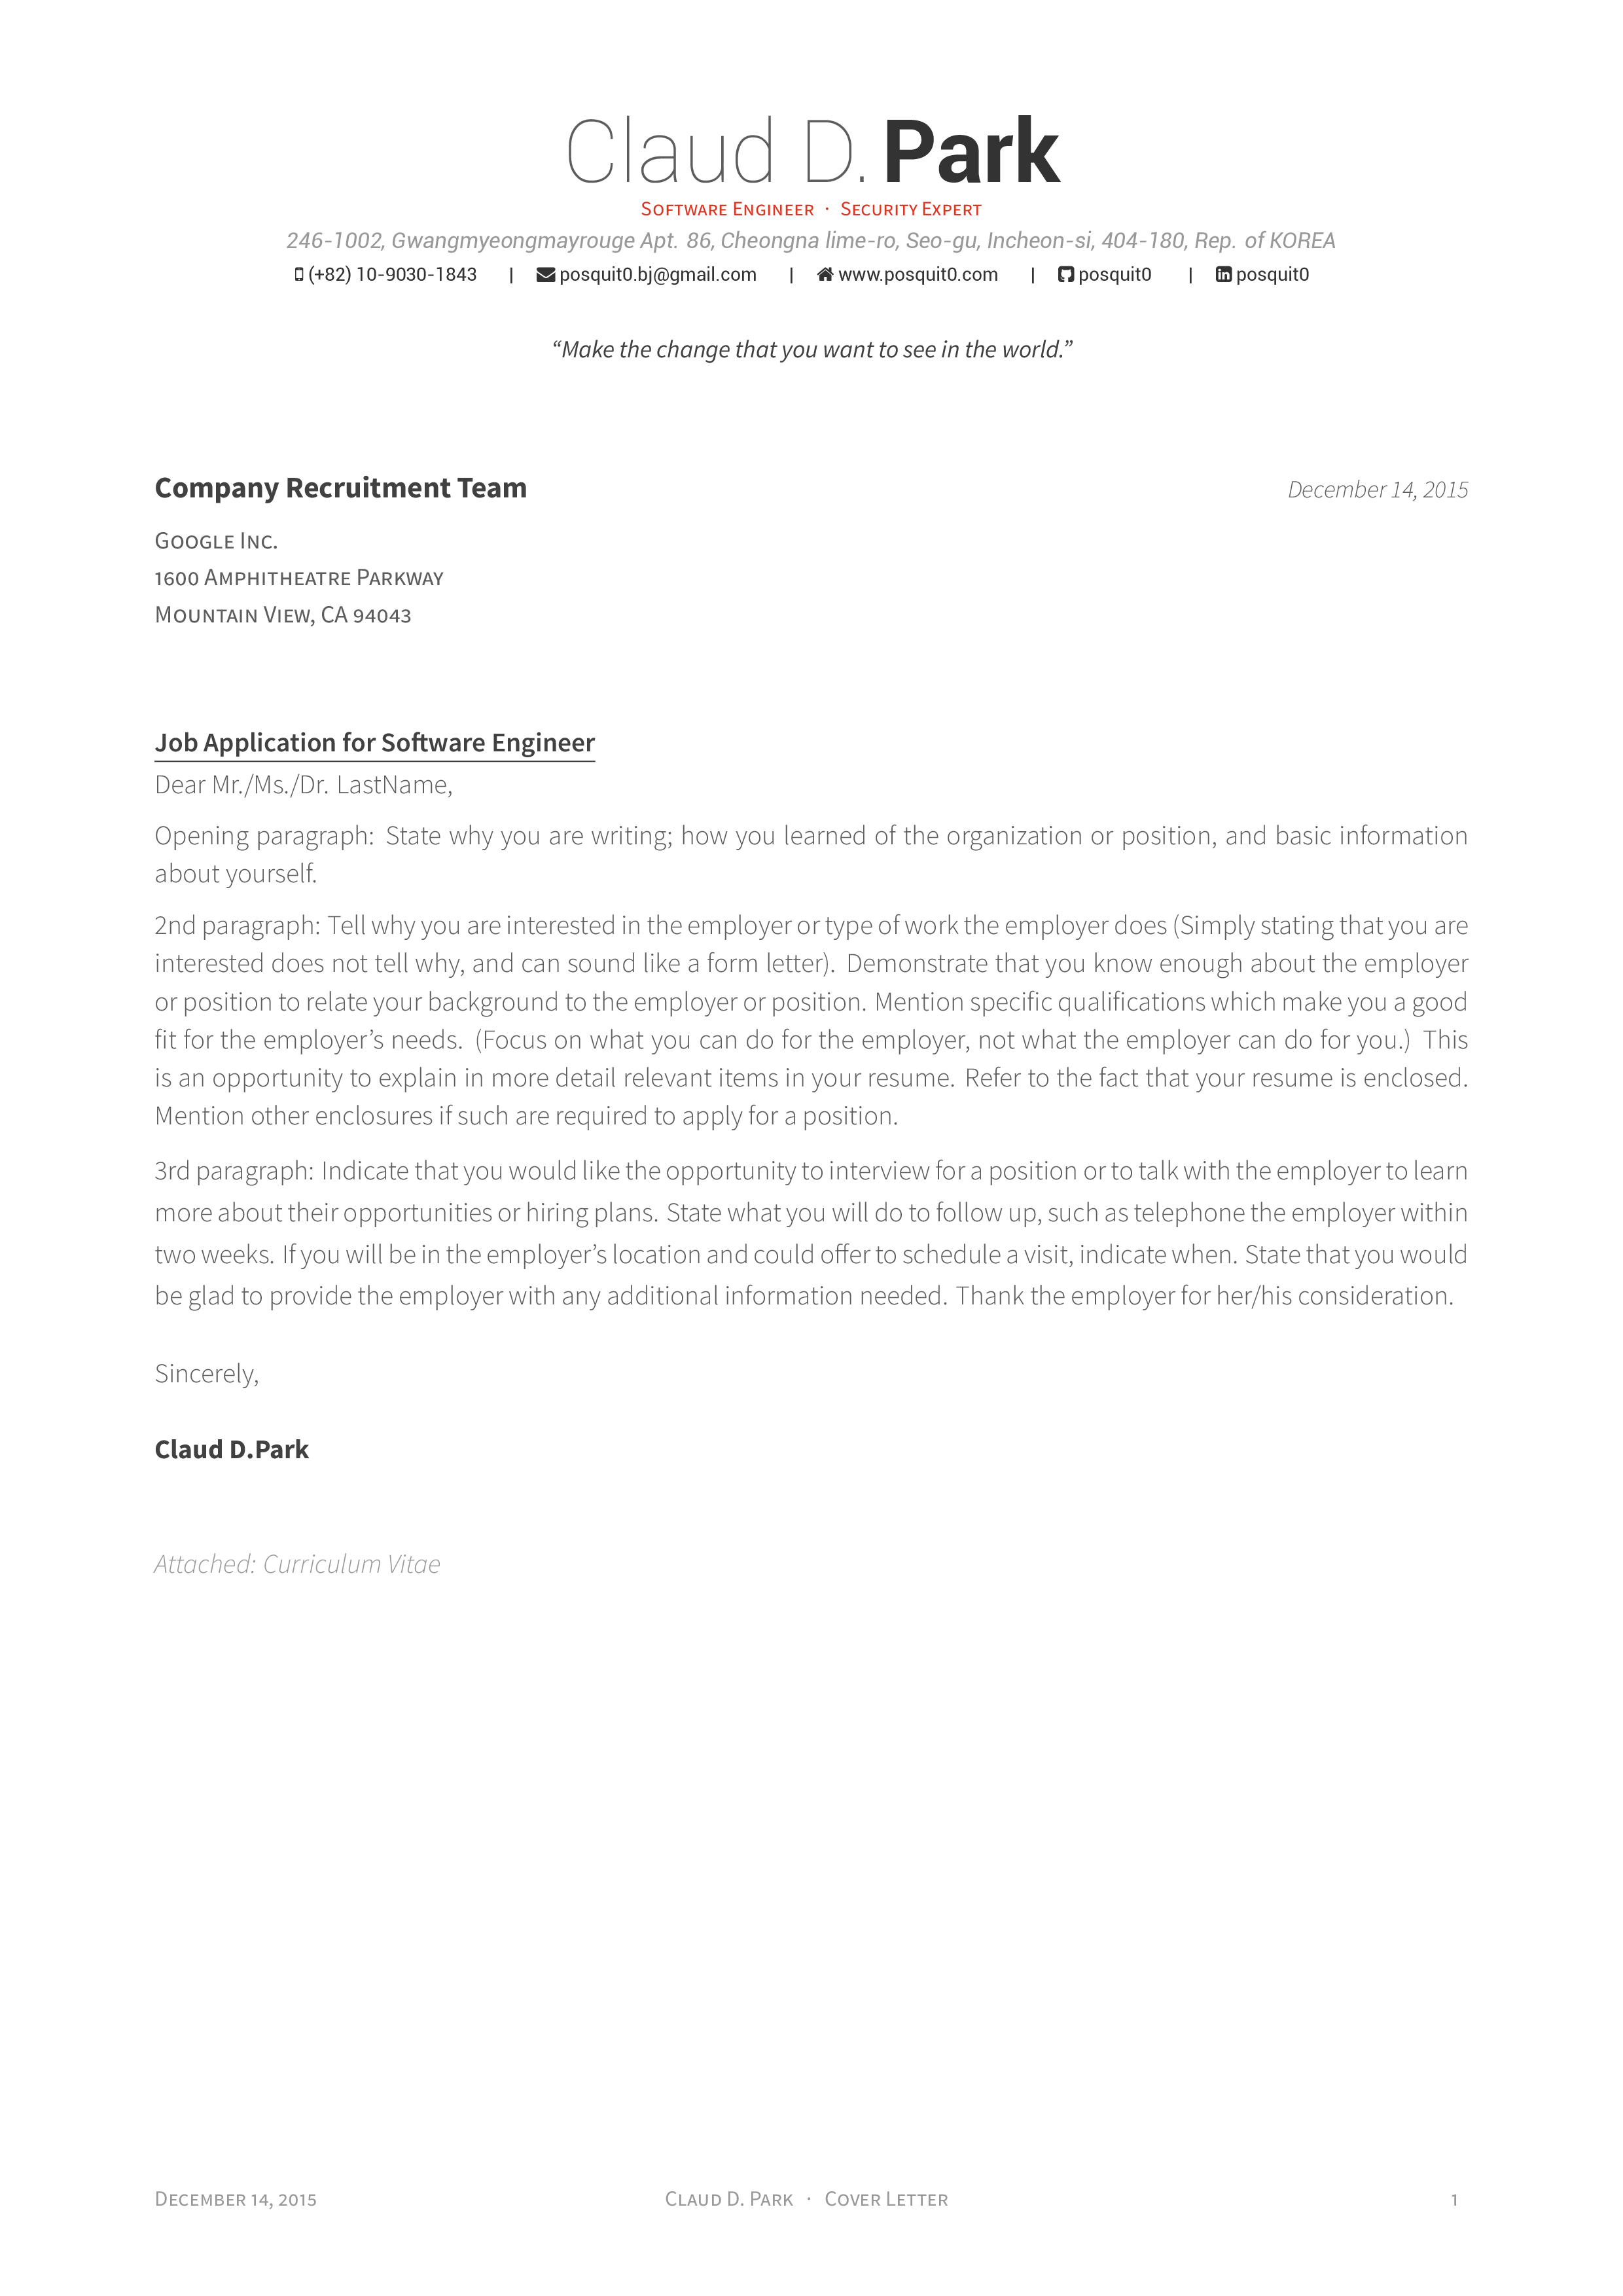 Claud D. Park
Software Engineer · Security Expert
246-1002, Gwangmyeongmayrouge Apt. 86, Cheongna lime-ro, Seo-gu, Incheon-si, 404-180, Rep. of KOREA
(+82) 10-9030-1843 | posquit0.bj@gmail.com | www.posquit0.com | posquit0 | posquit0
“Make the change that you want to see in the world.”
Company Recruitment Team December 14, 2015
Google Inc.
1600 Amphitheatre Parkway
Mountain View, CA 94043
Job Application for Software Engineer
Dear Mr./Ms./Dr. LastName,
Opening paragraph: State why you are writing; how you learned of the organization or position, and basic information
about yourself.
2nd paragraph: Tell why you are interested in the employer or type of work the employer does (Simply stating that you are
interested does not tell why, and can sound like a form letter). Demonstrate that you know enough about the employer
or position to relate your background to the employer or position. Mention specific qualifications which make you a good
fit for the employer’s needs. (Focus on what you can do for the employer, not what the employer can do for you.) This
is an opportunity to explain in more detail relevant items in your resume. Refer to the fact that your resume is enclosed.
Mention other enclosures if such are required to apply for a position.
3rd paragraph: Indicate that you would like the opportunity to interview for a position or to talk with the employer to learn
more about their opportunities or hiring plans. State what you will do to follow up, such as telephone the employer within
two weeks. If you will be in the employer’s location and could offer to schedule a visit, indicate when. State that you would
be glad to provide the employer with any additional information needed. Thank the employer for her/his consideration.
Sincerely,
Claud D.Park
Attached: Curriculum Vitae
December 14, 2015 Claud D. Park · Cover Letter 1